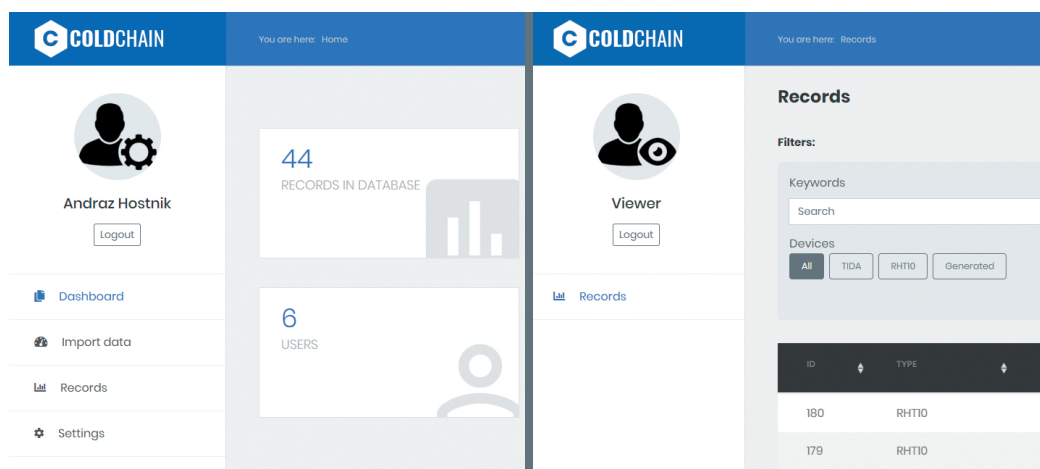 C COLDCHAIN
You are here: Home
Andraz Hostnik
Logout
Dashboard
Import data
Records
Settings
44
RECORDS IN DATABASE
6
USERS
C COLDCHAIN
You are here: Records
Viewer
Logout
Records
Records
Filters:
Keywords
Search
Devices
All TIDA RHT10 Generated
ID TYPE
180 RHT10
179 RHT10